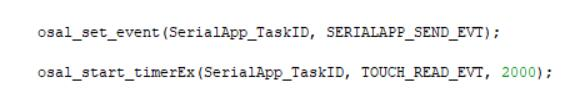 osal_set_event(SerialApp_TaskID, SERIALAPP_SEND_EVT);
osal_start_timerEx(SerialApp_TaskID, TOUCH_READ_EVT, 2000);